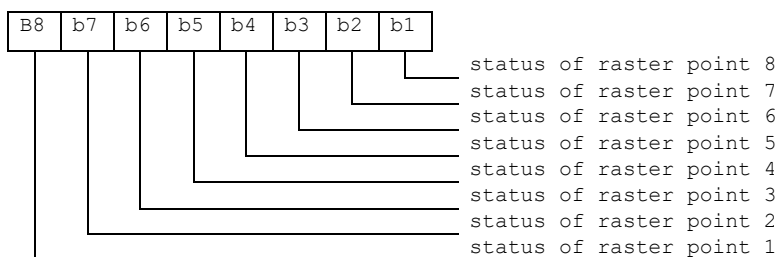 B8 b7 b6 b5 b4 b3 b2 b1
status of raster point 8
status of raster point 7
status of raster point 6
status of raster point 5
status of raster point 4
status of raster point 3
status of raster point 2
status of raster point 1